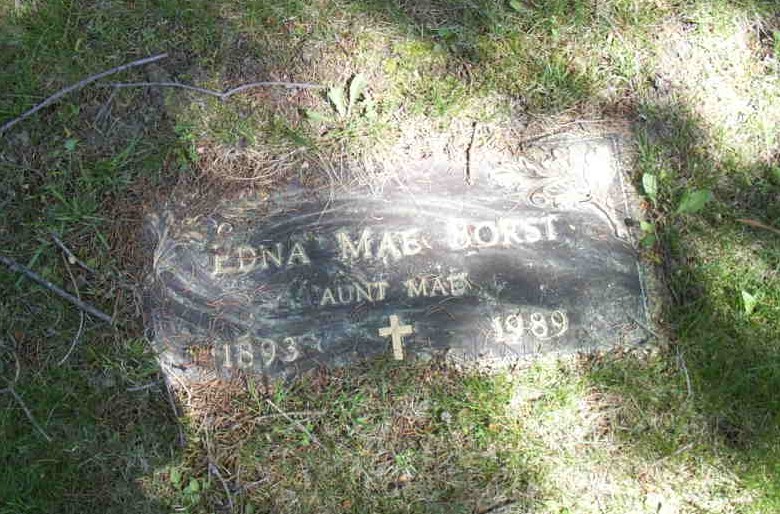 EDNA MAE BORST
"AUNT MAE"
1893 1989